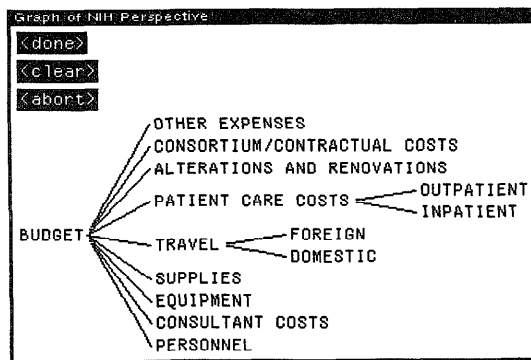 Graph of NIH Perspective
<done>
<clear>
<abort>
OTHER EXPENSES
CONSORTIUM/CONTRACTUAL COSTS
ALTERATIONS AND RENOVATIONS
OUTPATIENT
PATIENT CARE COSTS
INPATIENT
FOREIGN
BUDGET
TRAVEL
DOMESTIC
SUPPLIES
EQUIPMENT
CONSULTANT COSTS
PERSONNEL